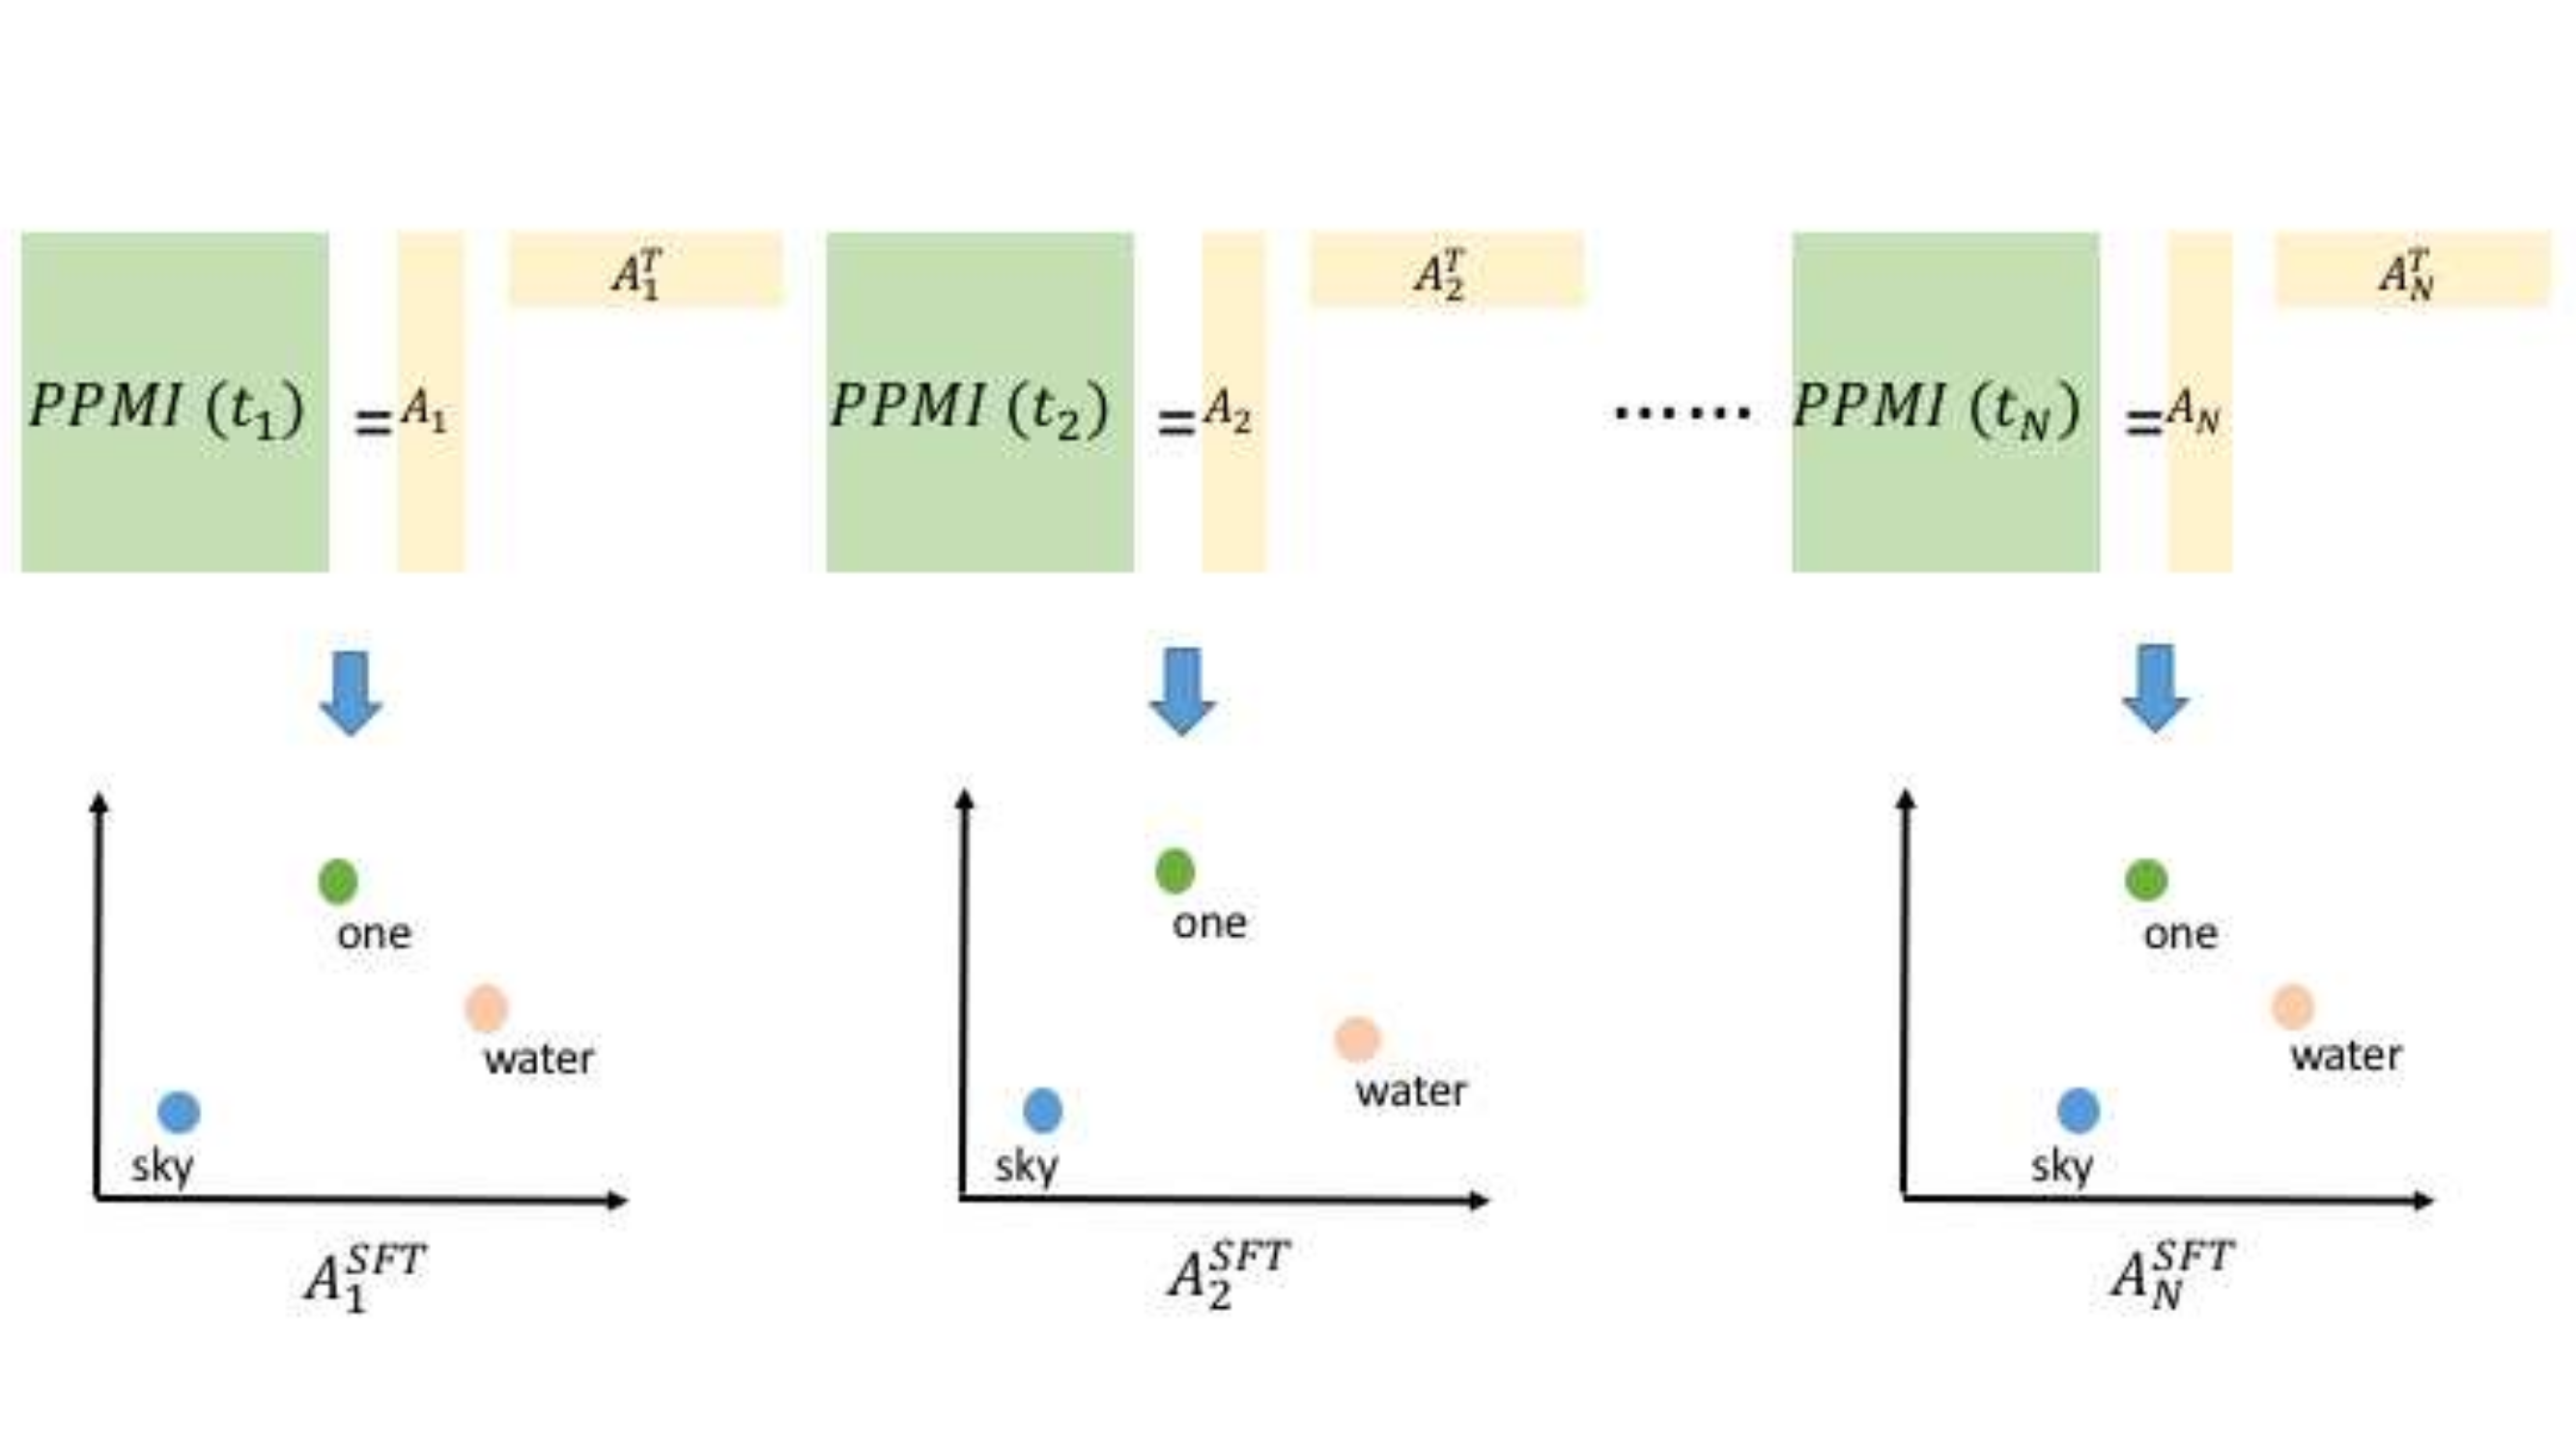 A_1^T A_2^T A_N^T
PPMI (t_1) = A_1 PPMI (t_2) = A_2 ...... PPMI (t_N) = A_N
one one one
water water water
sky sky sky
A_1^{SFT} A_2^{SFT} A_N^{SFT}